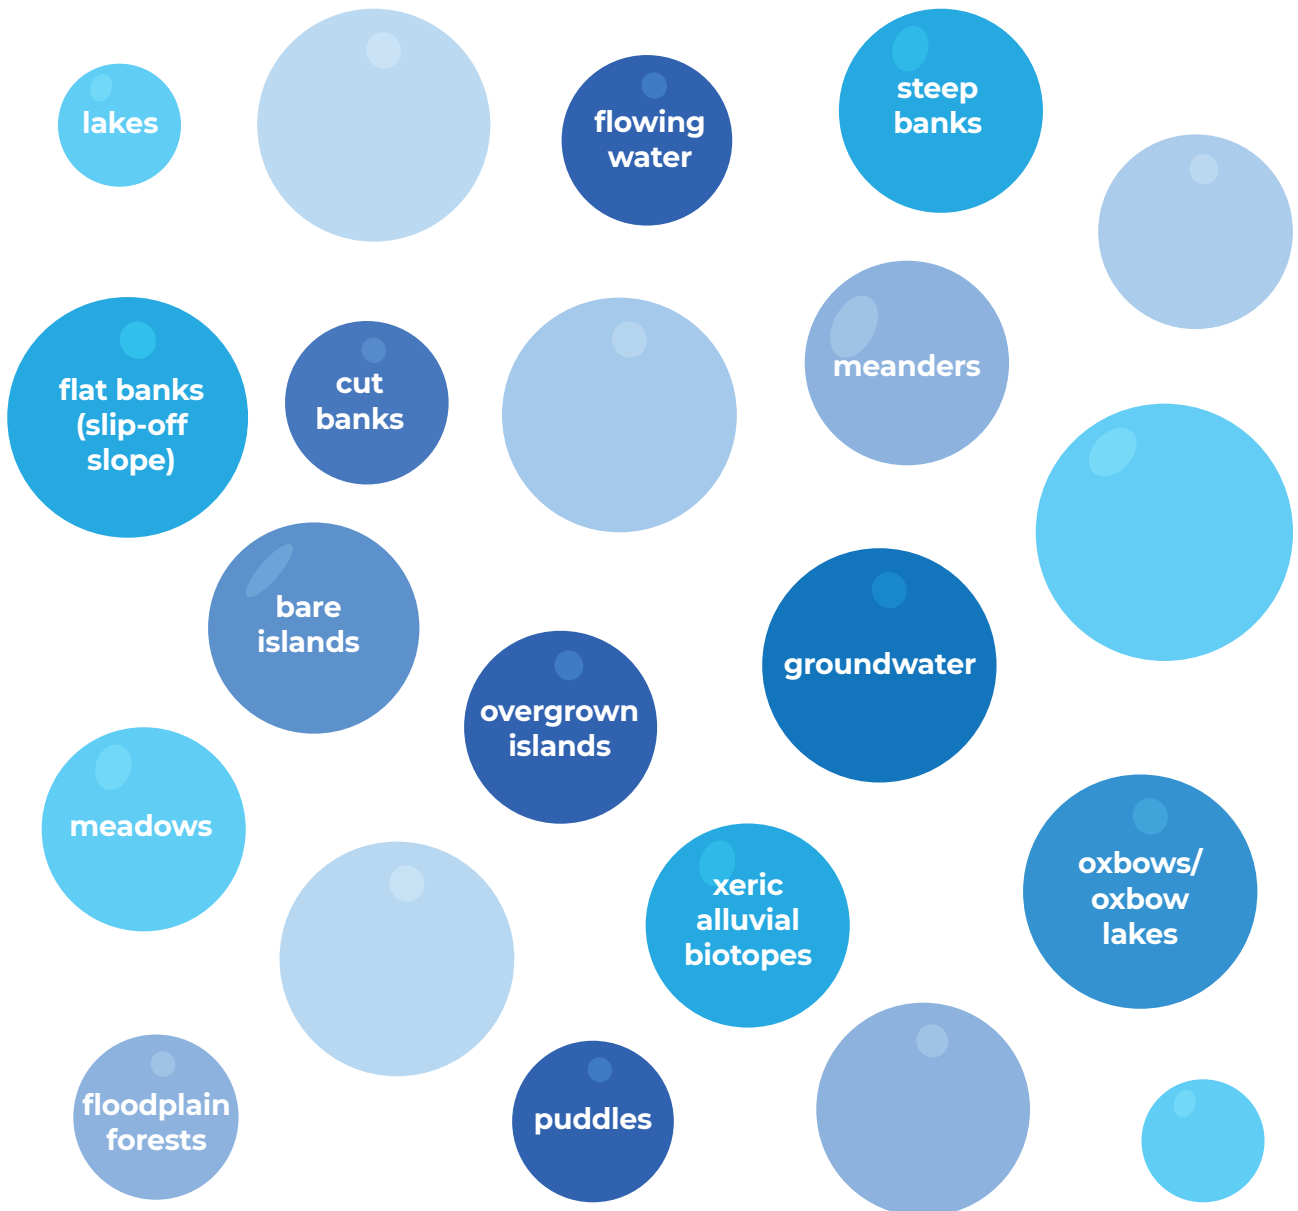 lakes
flowing
water
steep
banks
flat banks
(slip-off
slope)
cut
banks
meanders
bare
islands
overgrown
islands
groundwater
meadows
xeric
alluvial
biotopes
oxbows/
oxbow
lakes
floodplain
forests
puddles